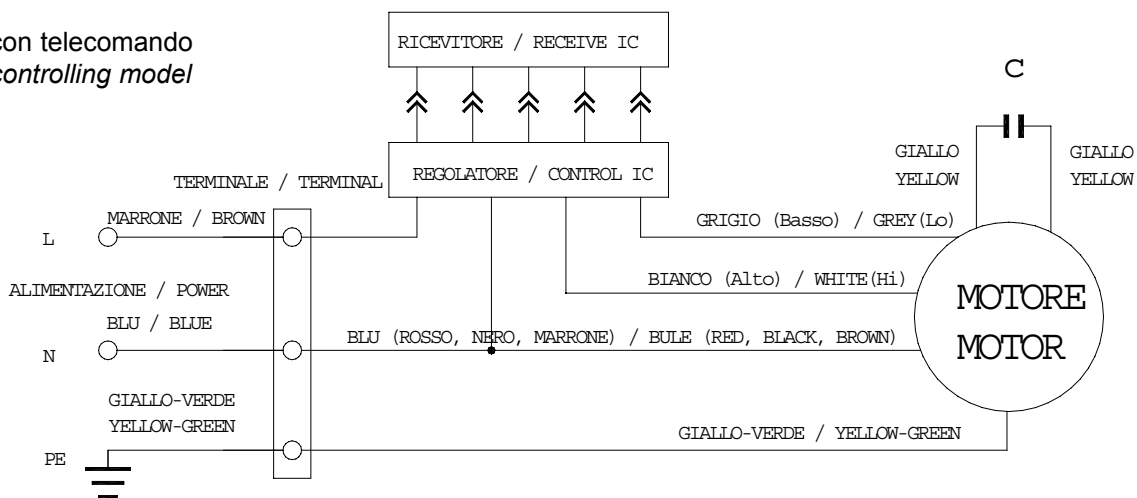 con telecomando
controlling model
RICEVITORE / RECEIVE IC
C
REGOLATORE / CONTROL IC
GIALLO
YELLOW
GIALLO
YELLOW
TERMINALE / TERMINAL
MARRONE / BROWN
L
GRIGIO (Basso) / GREY(Lo)
BIANCO (Alto) / WHITE(Hi)
ALIMENTAZIONE / POWER
MOTORE
MOTOR
BLU / BLUE
N
BLU (ROSSO, NERO, MARRONE) / BULE (RED, BLACK, BROWN)
GIALLO-VERDE
YELLOW-GREEN
GIALLO-VERDE / YELLOW-GREEN
PE